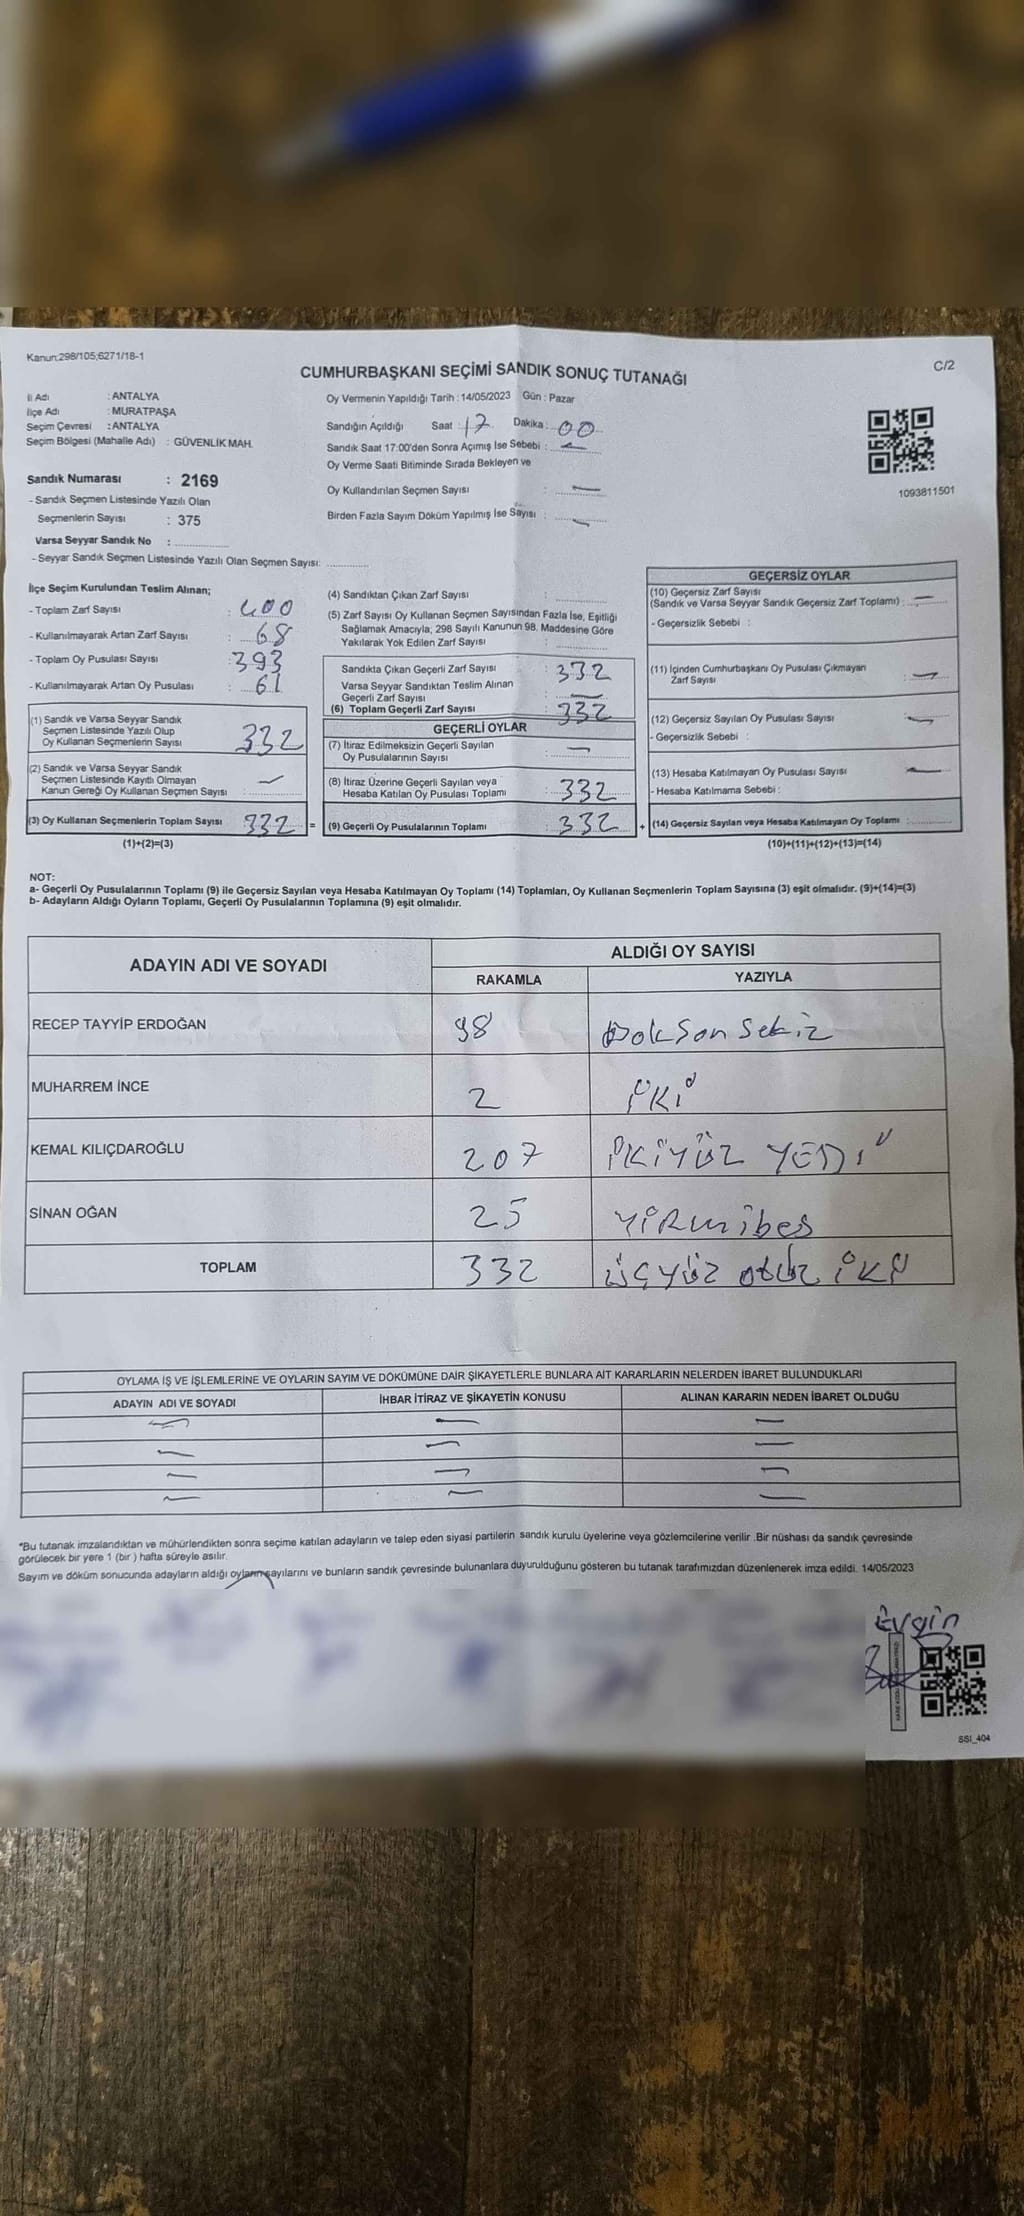 Kanun:298/105;6271/18-1
C/2
CUMHURBAŞKANI SEÇİMİ SANDIK SONUÇ TUTANAĞI
İl Adı : ANTALYA
İlçe Adı : MURATPAŞA
Seçim Çevresi : ANTALYA
Seçim Bölgesi (Mahalle Adı) : GÜVENLİK MAH.
Oy Vermenin Yapıldığı Tarih : 14/05/2023 Gün : Pazar
Sandığın Açıldığı Saat : 17 Dakika : 00
Sandık Saat 17:00'den Sonra Açımış İse Sebebi : —
Oy Verme Saati Bitiminde Sırada Bekleyen ve
Oy Kullandırılan Seçmen Sayısı : —
Birden Fazla Sayım Döküm Yapılmış İse Sayısı : —
1093811501
Sandık Numarası : 2169
- Sandık Seçmen Listesinde Yazılı Olan
Seçmenlerin Sayısı : 375
Varsa Seyyar Sandık No :
- Seyyar Sandık Seçmen Listesinde Yazılı Olan Seçmen Sayısı:
İlçe Seçim Kurulundan Teslim Alınan;
- Toplam Zarf Sayısı : 400
- Kullanılmayarak Artan Zarf Sayısı : 68
- Toplam Oy Pusulası Sayısı : 393
- Kullanılmayarak Artan Oy Pusulası : 61
(1) Sandık ve Varsa Seyyar Sandık
Seçmen Listesinde Yazılı Olup
Oy Kullanan Seçmenlerin Sayısı 332
(2) Sandık ve Varsa Seyyar Sandık
Seçmen Listesinde Kayıtlı Olmayan
Kanun Gereği Oy Kullanan Seçmen Sayısı : —
(3) Oy Kullanan Seçmenlerin Toplam Sayısı 332 =
(1)+(2)=(3)
(4) Sandıktan Çıkan Zarf Sayısı :
(5) Zarf Sayısı Oy Kullanan Seçmen Sayısından Fazla İse, Eşitliği
Sağlamak Amacıyla, 298 Sayılı Kanunun 98. Maddesine Göre
Yakılarak Yok Edilen Zarf Sayısı :
Sandıkta Çıkan Geçerli Zarf Sayısı : 332
Varsa Seyyar Sandıktan Teslim Alınan
Geçerli Zarf Sayısı : —
(6) Toplam Geçerli Zarf Sayısı : 332
GEÇERLİ OYLAR
(7) İtiraz Edilmeksizin Geçerli Sayılan
Oy Pusulalarının Sayısı : —
(8) İtiraz Üzerine Geçerli Sayılan veya
Hesaba Katılan Oy Pusulası Toplamı : 332
(9) Geçerli Oy Pusulalarının Toplamı : 332 +
GEÇERSİZ OYLAR
(10) Geçersiz Zarf Sayısı
(Sandık ve Varsa Seyyar Sandık Geçersiz Zarf Toplamı) : —
- Geçersizlik Sebebi :
(11) İçinden Cumhurbaşkanı Oy Pusulası Çıkmayan
Zarf Sayısı : —
(12) Geçersiz Sayılan Oy Pusulası Sayısı : —
- Geçersizlik Sebebi :
(13) Hesaba Katılmayan Oy Pusulası Sayısı : —
- Hesaba Katılmama Sebebi :
(14) Geçersiz Sayılan veya Hesaba Katılmayan Oy Toplamı :
(10)+(11)+(12)+(13)=(14)
NOT:
a- Geçerli Oy Pusulalarının Toplamı (9) ile Geçersiz Sayılan veya Hesaba Katılmayan Oy Toplamı (14) Toplamları, Oy Kullanan Seçmenlerin Toplam Sayısına (3) eşit olmalıdır. (9)+(14)=(3)
b- Adayların Aldığı Oyların Toplamı, Geçerli Oy Pusulalarının Toplamına (9) eşit olmalıdır.
ADAYIN ADI VE SOYADI ALDIĞI OY SAYISI
RAKAMLA YAZIYLA
RECEP TAYYİP ERDOĞAN 98 Doksonsekiz
MUHARREM İNCE 2 İKİ
KEMAL KILIÇDAROĞLU 207 İKİYÜZ YEDİ
SİNAN OĞAN 25 YİRMİbeş
TOPLAM 332 ÜÇYÜZ otuz İKİ
OYLAMA İŞ VE İŞLEMLERİNE VE OYLARIN SAYIM VE DÖKÜMÜNE DAİR ŞİKAYETLERLE BUNLARA AİT KARARLARIN NELERDEN İBARET BULUNDUKLARI
ADAYIN ADI VE SOYADI İHBAR İTİRAZ VE ŞİKAYETİN KONUSU ALINAN KARARIN NEDEN İBARET OLDUĞU
*Bu tutanak imzalandıktan ve mühürlendikten sonra seçime katılan adayların ve talep eden siyasi partilerin sandık kurulu üyelerine veya gözlemcilerine verilir .Bir nüshası da sandık çevresinde
görülecek bir yere 1 (bir ) hafta süreyle asılır.
Sayım ve döküm sonucunda adayların aldığı oyların sayılarını ve bunların sandık çevresinde bulunanlara duyurulduğunu gösteren bu tutanak tarafımızdan düzenlenerek imza edildi. 14/05/2023
Evgin
SSI_404